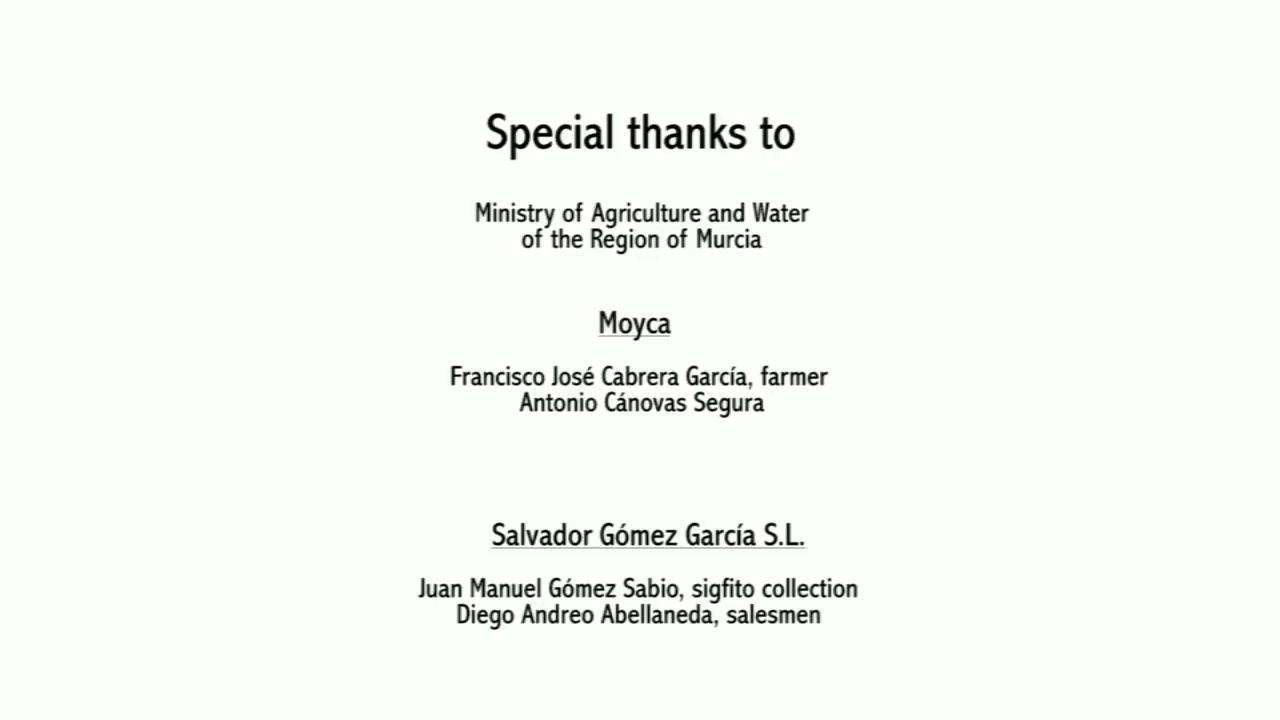 Special thanks to
Ministry of Agriculture and Water
of the Region of Murcia
Moyca
Francisco José Cabrera García, farmer
Antonio Cánovas Segura
Salvador Gómez García S.L.
Juan Manuel Gómez Sabio, sigfito collection
Diego Andreo Abellaneda, salesmen